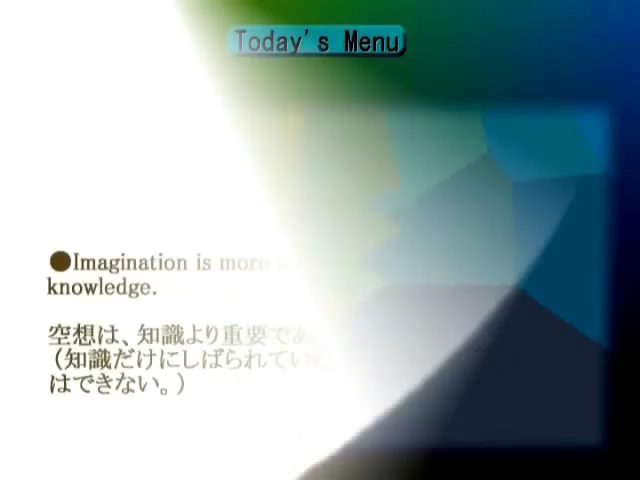 Today's Menu
●Imagination is more
knowledge.
空想は、知識より重要であ
（知識だけにしばられてい
はできない。）